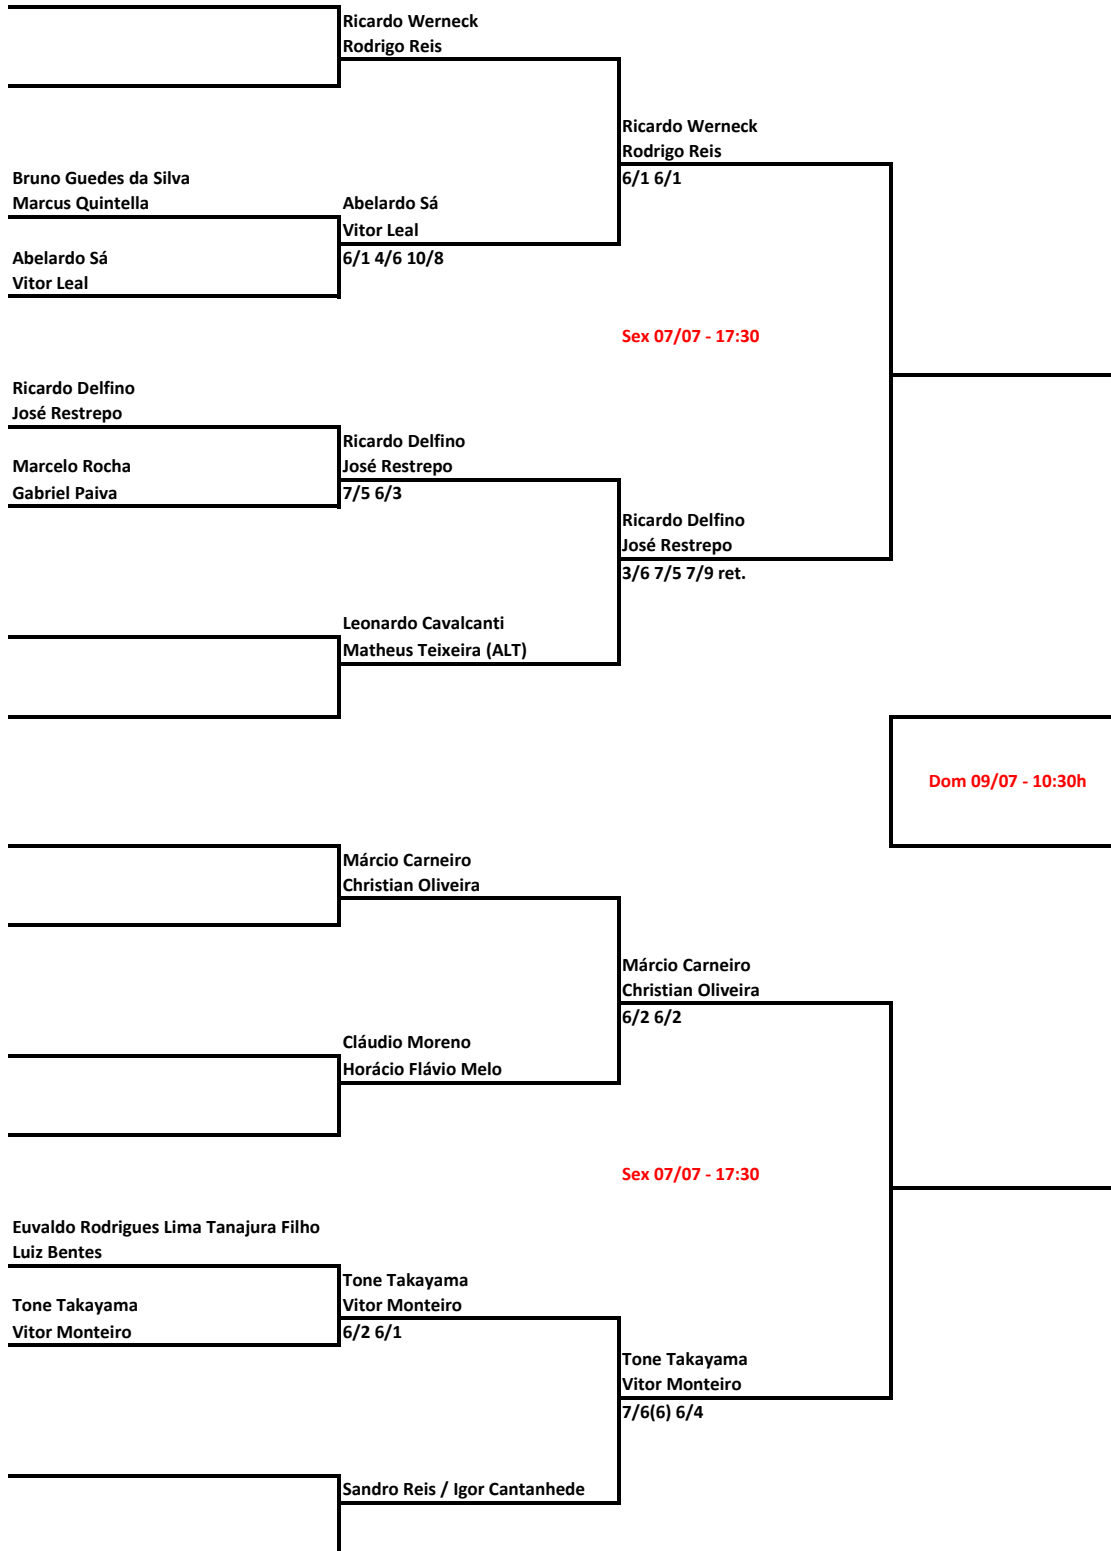 Ricardo Werneck
Rodrigo Reis
Ricardo Werneck
Rodrigo Reis
6/1 6/1
Bruno Guedes da Silva
Marcus Quintella
Abelardo Sá
Vitor Leal
6/1 4/6 10/8
Abelardo Sá
Vitor Leal
Sex 07/07 - 17:30
Ricardo Delfino
José Restrepo
Ricardo Delfino
José Restrepo
7/5 6/3
Marcelo Rocha
Gabriel Paiva
Ricardo Delfino
José Restrepo
3/6 7/5 7/9 ret.
Leonardo Cavalcanti
Matheus Teixeira (ALT)
Dom 09/07 - 10:30h
Márcio Carneiro
Christian Oliveira
Márcio Carneiro
Christian Oliveira
6/2 6/2
Cláudio Moreno
Horácio Flávio Melo
Sex 07/07 - 17:30
Euvaldo Rodrigues Lima Tanajura Filho
Luiz Bentes
Tone Takayama
Vitor Monteiro
6/2 6/1
Tone Takayama
Vitor Monteiro
Tone Takayama
Vitor Monteiro
7/6(6) 6/4
Sandro Reis / Igor Cantanhede